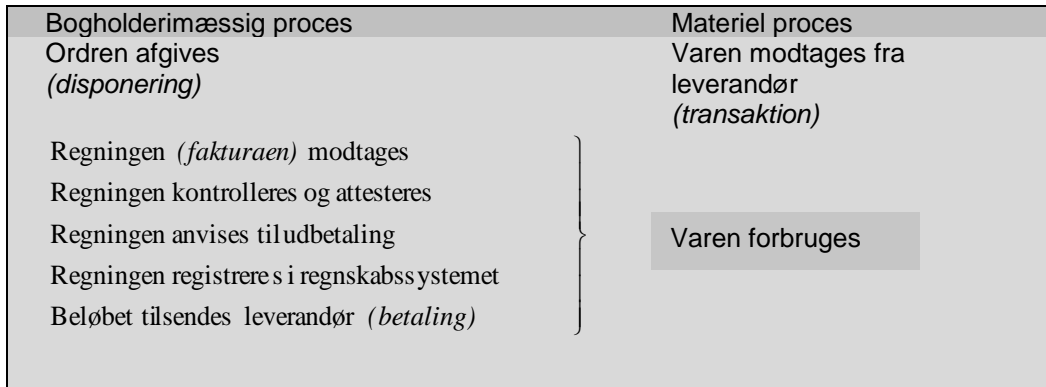 Bogholderimæssig proces
Materiel proces
Ordren afgives
(disponering)
Varen modtages fra
leverandør
(transaktion)
Regningen (fakturaen) modtages
Regningen kontrolleres og attesteres
Regningen anvises til udbetaling
Regningen registreres i regnskabssystemet
Beløbet tilsendes leverandør (betaling)
Varen forbruges